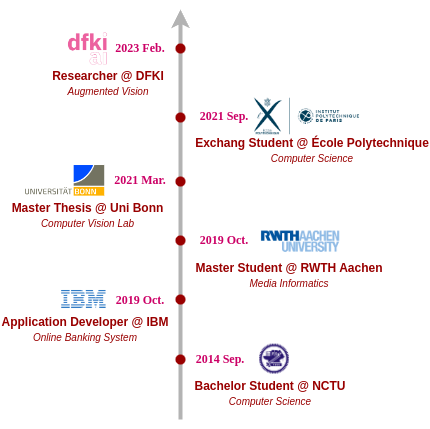 dfki
ai
2023 Feb.
Researcher @ DFKI
Augmented Vision
2021 Sep.
ÉCOLE
POLYTECHNIQUE
INSTITUT
POLYTECHNIQUE
DE PARIS
Exchang Student @ École Polytechnique
Computer Science
2021 Mar.
UNIVERSITÄT BONN
Master Thesis @ Uni Bonn
Computer Vision Lab
2019 Oct.
RWTH AACHEN
UNIVERSITY
Master Student @ RWTH Aachen
Media Informatics
IBM
2019 Oct.
Application Developer @ IBM
Online Banking System
2014 Sep.
Bachelor Student @ NCTU
Computer Science